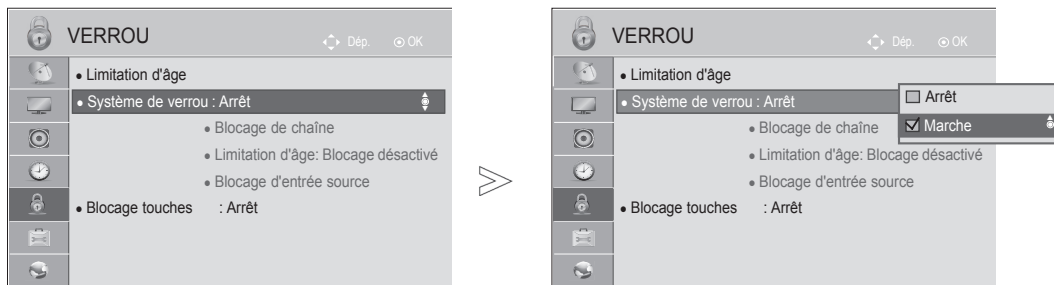 VERROU
Dép.
OK
• Limitation d'âge
• Système de verrou : Arrêt
• Blocage de chaîne
• Limitation d'âge: Blocage désactivé
• Blocage d'entrée source
• Blocage touches : Arrêt
VERROU
Dép.
OK
• Limitation d'âge
• Système de verrou : Arrêt
Arrêt
Marche
• Blocage de chaîne
• Limitation d'âge: Blocage désactivé
• Blocage d'entrée source
• Blocage touches : Arrêt